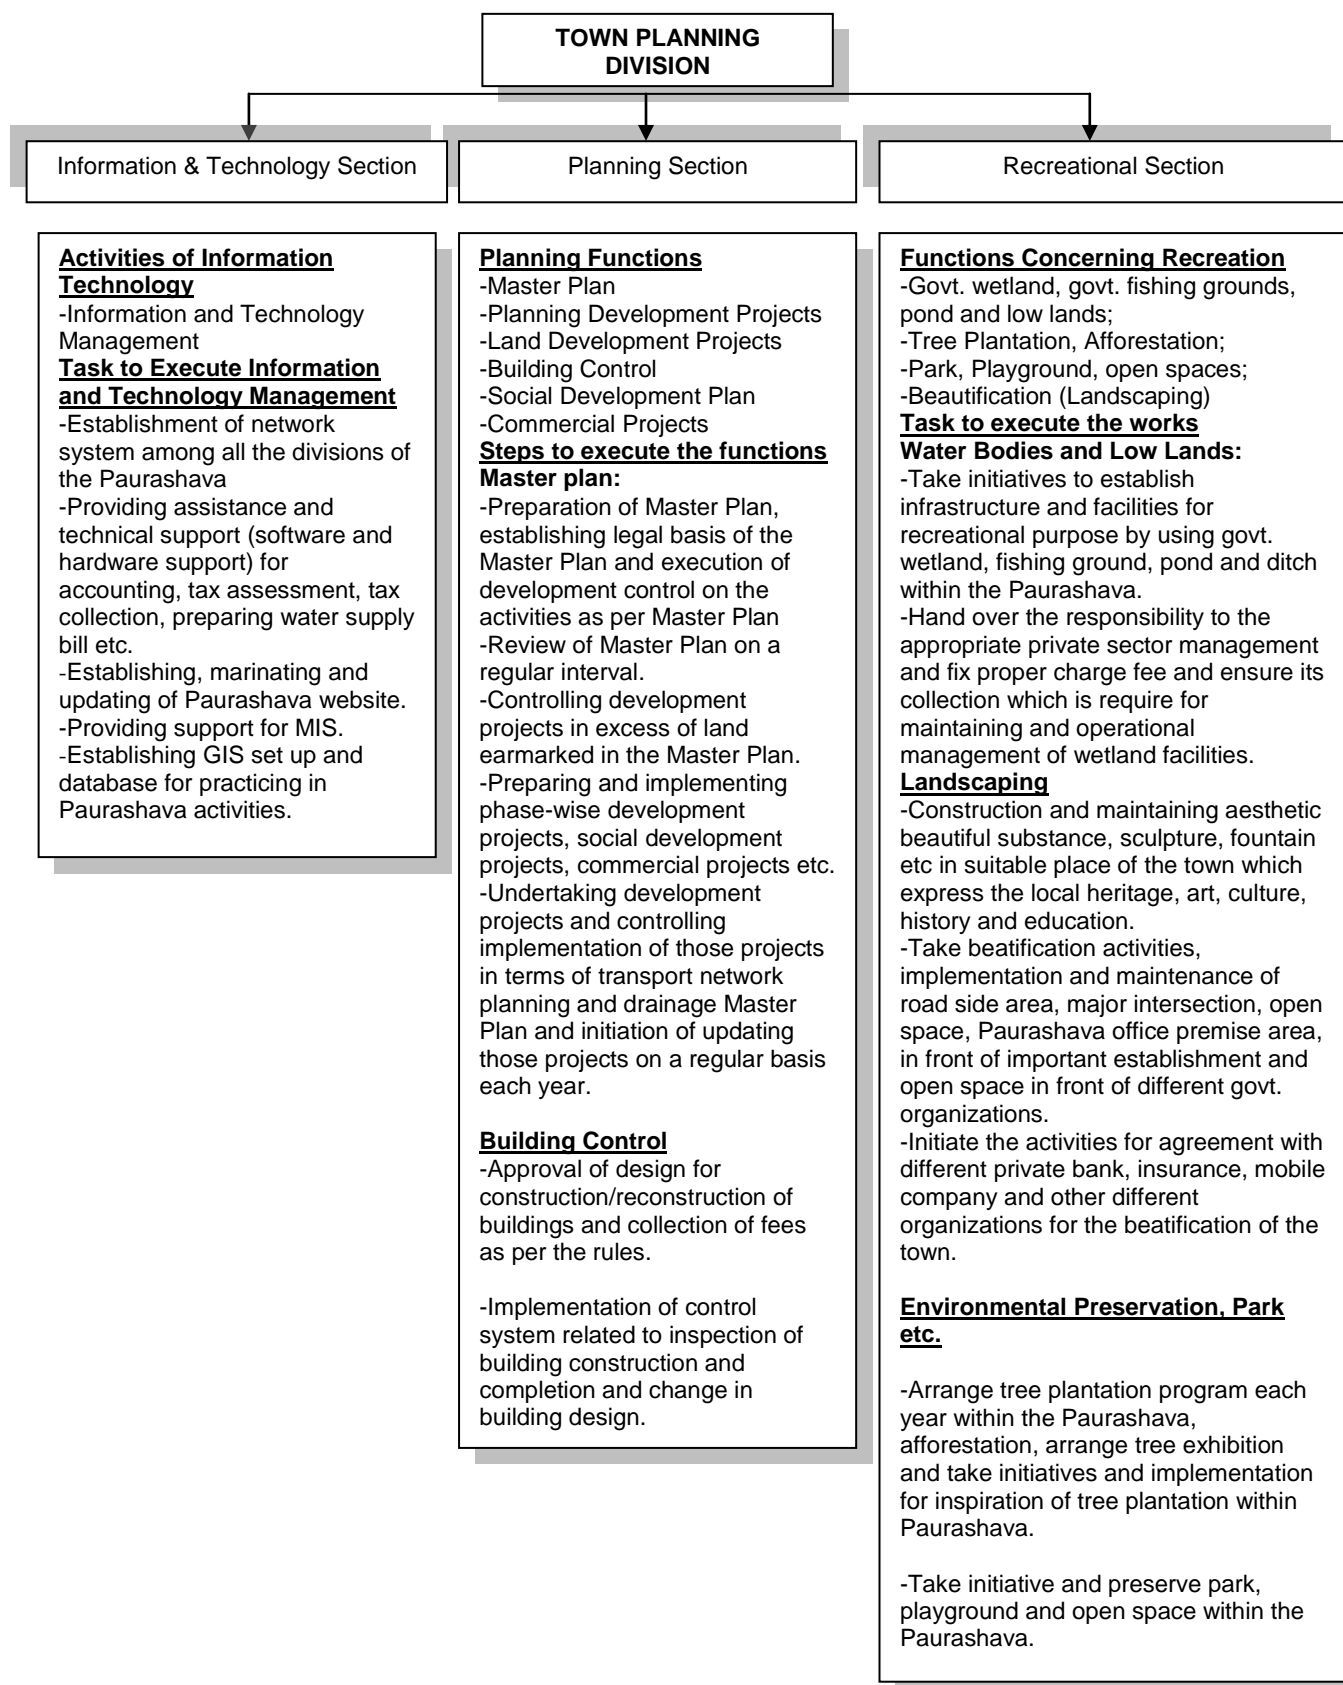 TOWN PLANNING
DIVISION
Information & Technology Section
Planning Section
Recreational Section
Activities of Information
Technology
-Information and Technology
Management
Task to Execute Information
and Technology Management
-Establishment of network
system among all the divisions of
the Paurashava
-Providing assistance and
technical support (software and
hardware support) for
accounting, tax assessment, tax
collection, preparing water supply
bill etc.
-Establishing, marinating and
updating of Paurashava website.
-Providing support for MIS.
-Establishing GIS set up and
database for practicing in
Paurashava activities.
Planning Functions
-Master Plan
-Planning Development Projects
-Land Development Projects
-Building Control
-Social Development Plan
-Commercial Projects
Steps to execute the functions
Master plan:
-Preparation of Master Plan,
establishing legal basis of the
Master Plan and execution of
development control on the
activities as per Master Plan
-Review of Master Plan on a
regular interval.
-Controlling development
projects in excess of land
earmarked in the Master Plan.
-Preparing and implementing
phase-wise development
projects, social development
projects, commercial projects etc.
-Undertaking development
projects and controlling
implementation of those projects
in terms of transport network
planning and drainage Master
Plan and initiation of updating
those projects on a regular basis
each year.
Building Control
-Approval of design for
construction/reconstruction of
buildings and collection of fees
as per the rules.
-Implementation of control
system related to inspection of
building construction and
completion and change in
building design.
Functions Concerning Recreation
-Govt. wetland, govt. fishing grounds,
pond and low lands;
-Tree Plantation, Afforestation;
-Park, Playground, open spaces;
-Beautification (Landscaping)
Task to execute the works
Water Bodies and Low Lands:
-Take initiatives to establish
infrastructure and facilities for
recreational purpose by using govt.
wetland, fishing ground, pond and ditch
within the Paurashava.
-Hand over the responsibility to the
appropriate private sector management
and fix proper charge fee and ensure its
collection which is require for
maintaining and operational
management of wetland facilities.
Landscaping
-Construction and maintaining aesthetic
beautiful substance, sculpture, fountain
etc in suitable place of the town which
express the local heritage, art, culture,
history and education.
-Take beatification activities,
implementation and maintenance of
road side area, major intersection, open
space, Paurashava office premise area,
in front of important establishment and
open space in front of different govt.
organizations.
-Initiate the activities for agreement with
different private bank, insurance, mobile
company and other different
organizations for the beatification of the
town.
Environmental Preservation, Park
etc.
-Arrange tree plantation program each
year within the Paurashava,
afforestation, arrange tree exhibition
and take initiatives and implementation
for inspiration of tree plantation within
Paurashava.
-Take initiative and preserve park,
playground and open space within the
Paurashava.